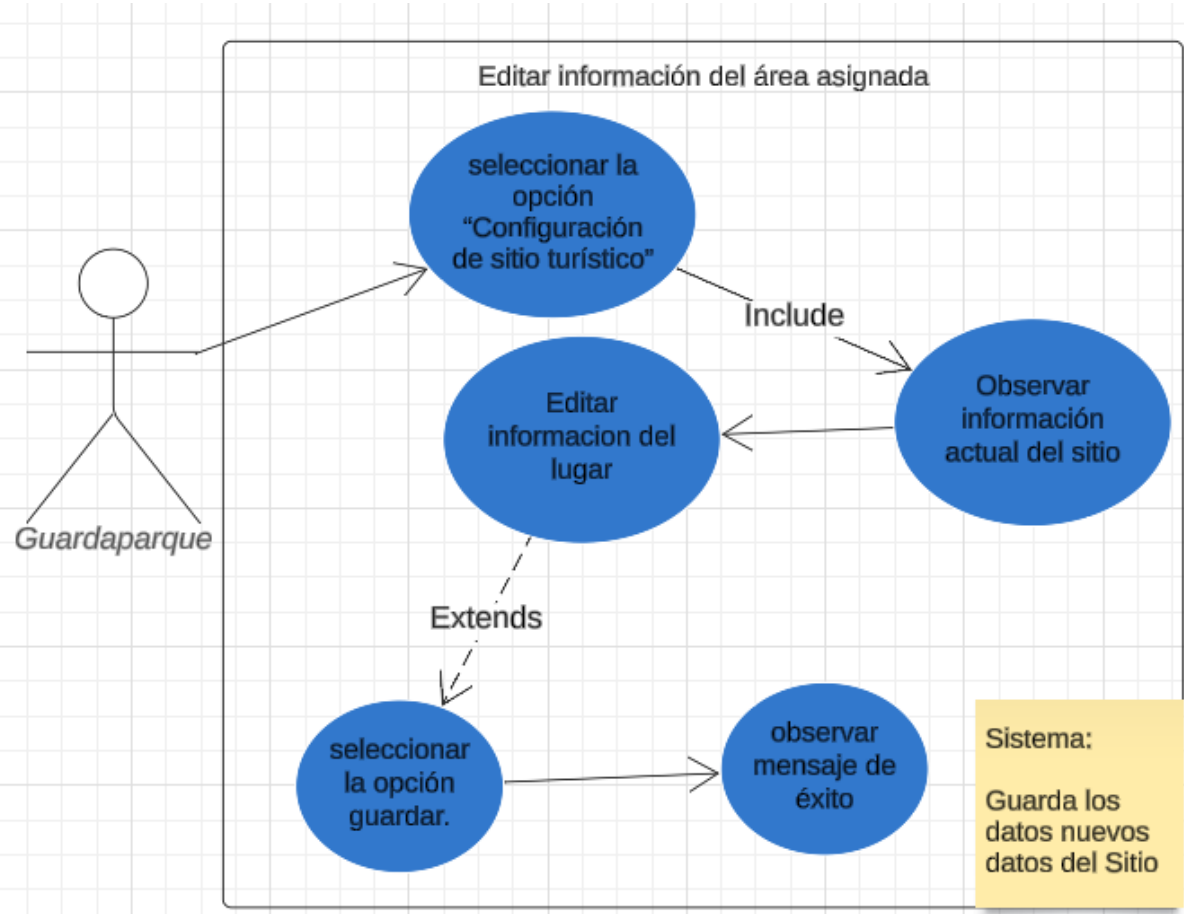 Editar información del área asignada
seleccionar la
opción
“Configuración
de sitio turístico”
Include
Observar
información
actual del sitio
Editar
informacion del
lugar
Guardaparque
Extends
seleccionar
la opción
guardar.
observar
mensaje de
éxito
Sistema:
Guarda los
datos nuevos
datos del Sitio